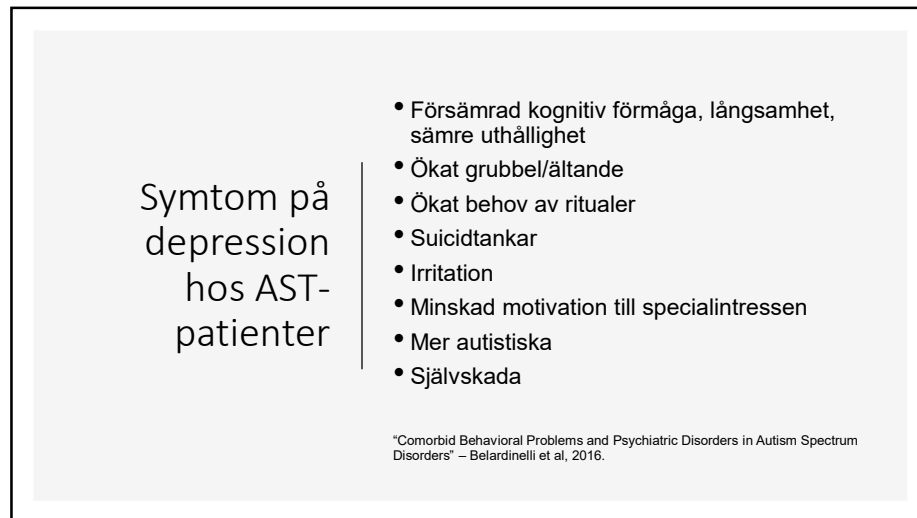 Symtom på
depression
hos AST-
patienter
• Försämrad kognitiv förmåga, långsamhet,
sämre uthållighet
• Ökat grubbel/ältande
• Ökat behov av ritualer
• Suicidtankar
• Irritation
• Minskad motivation till specialintressen
• Mer autistiska
• Självskada
“Comorbid Behavioral Problems and Psychiatric Disorders in Autism Spectrum
Disorders” – Belardinelli et al, 2016.